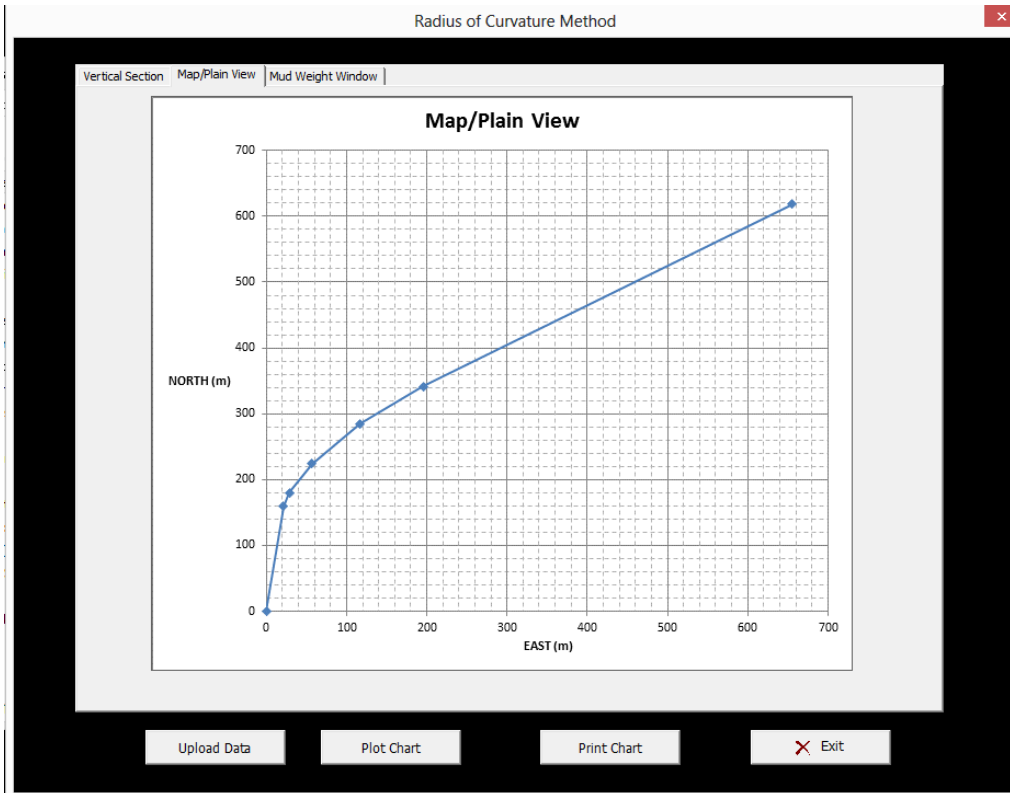 Radius of Curvature Method
Vertical Section Map/Plain View Mud Weight Window
Map/Plain View
700
600
500
400
NORTH (m)
300
200
100
0
0 100 200 300 400 500 600 700
EAST (m)
Upload Data Plot Chart Print Chart Exit